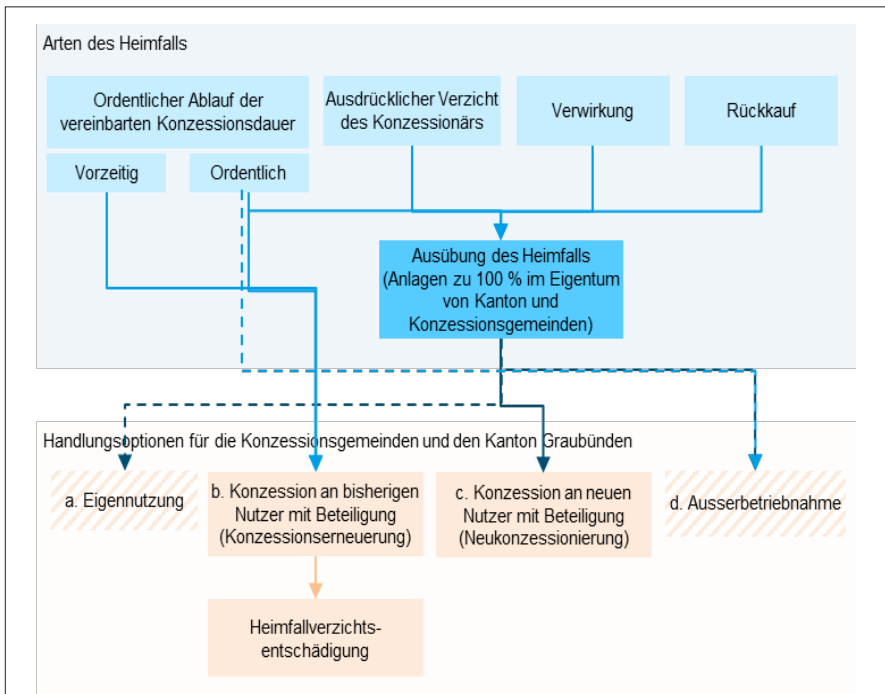 Arten des Heimfalls
Ordentlicher Ablauf der
vereinbarten Konzessionsdauer
Ausdrücklicher Verzicht
des Konzessionärs
Verwirkung
Rückkauf
Vorzeitig
Ordentlich
Ausübung des Heimfalls
(Anlagen zu 100 % im Eigentum
von Kanton und
Konzessionsgemeinden)
Handlungsoptionen für die Konzessionsgemeinden und den Kanton Graubünden
a. Eigennutzung
b. Konzession an bisherigen
Nutzer mit Beteiligung
(Konzessionserneuerung)
c. Konzession an neuen
Nutzer mit Beteiligung
(Neukonzessionierung)
d. Ausserbetriebnahme
Heimfallverzichts-
entschädigung